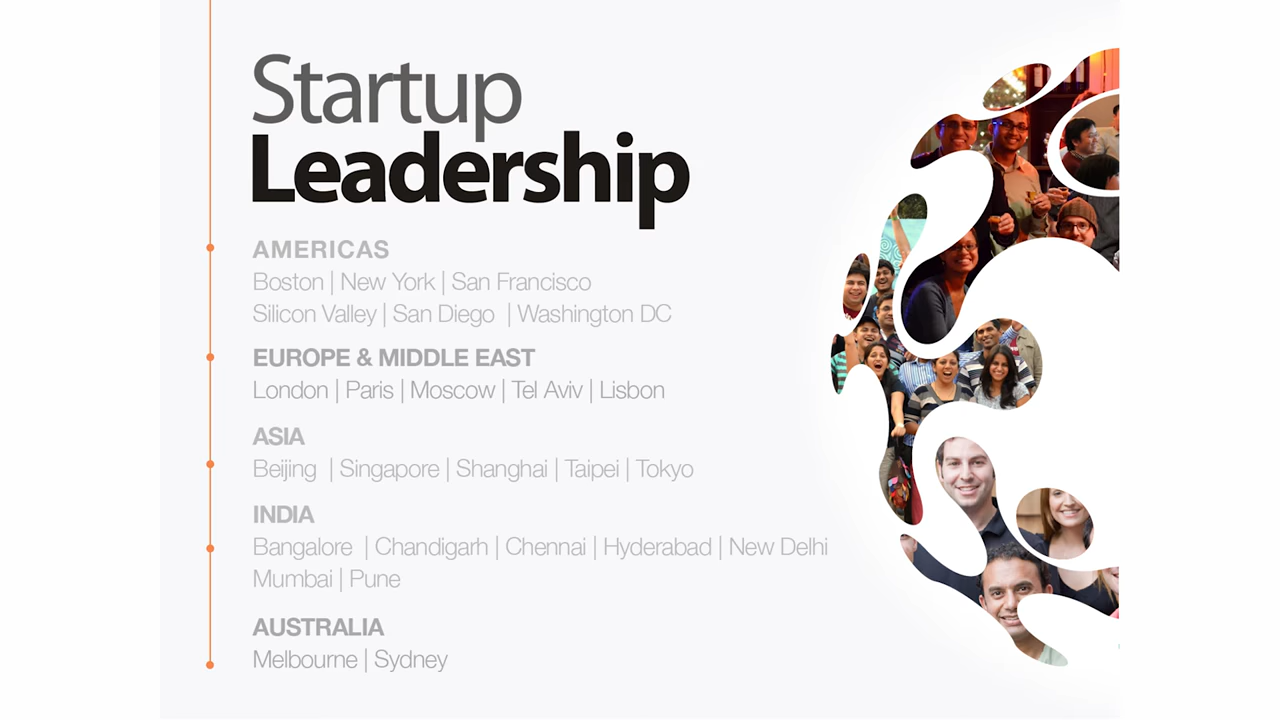 Startup
Leadership
AMERICAS
Boston | New York | San Francisco
Silicon Valley | San Diego | Washington DC
EUROPE & MIDDLE EAST
London | Paris | Moscow | Tel Aviv | Lisbon
ASIA
Beijing | Singapore | Shanghai | Taipei | Tokyo
INDIA
Bangalore | Chandigarh | Chennai | Hyderabad | New Delhi
Mumbai | Pune
AUSTRALIA
Melbourne | Sydney